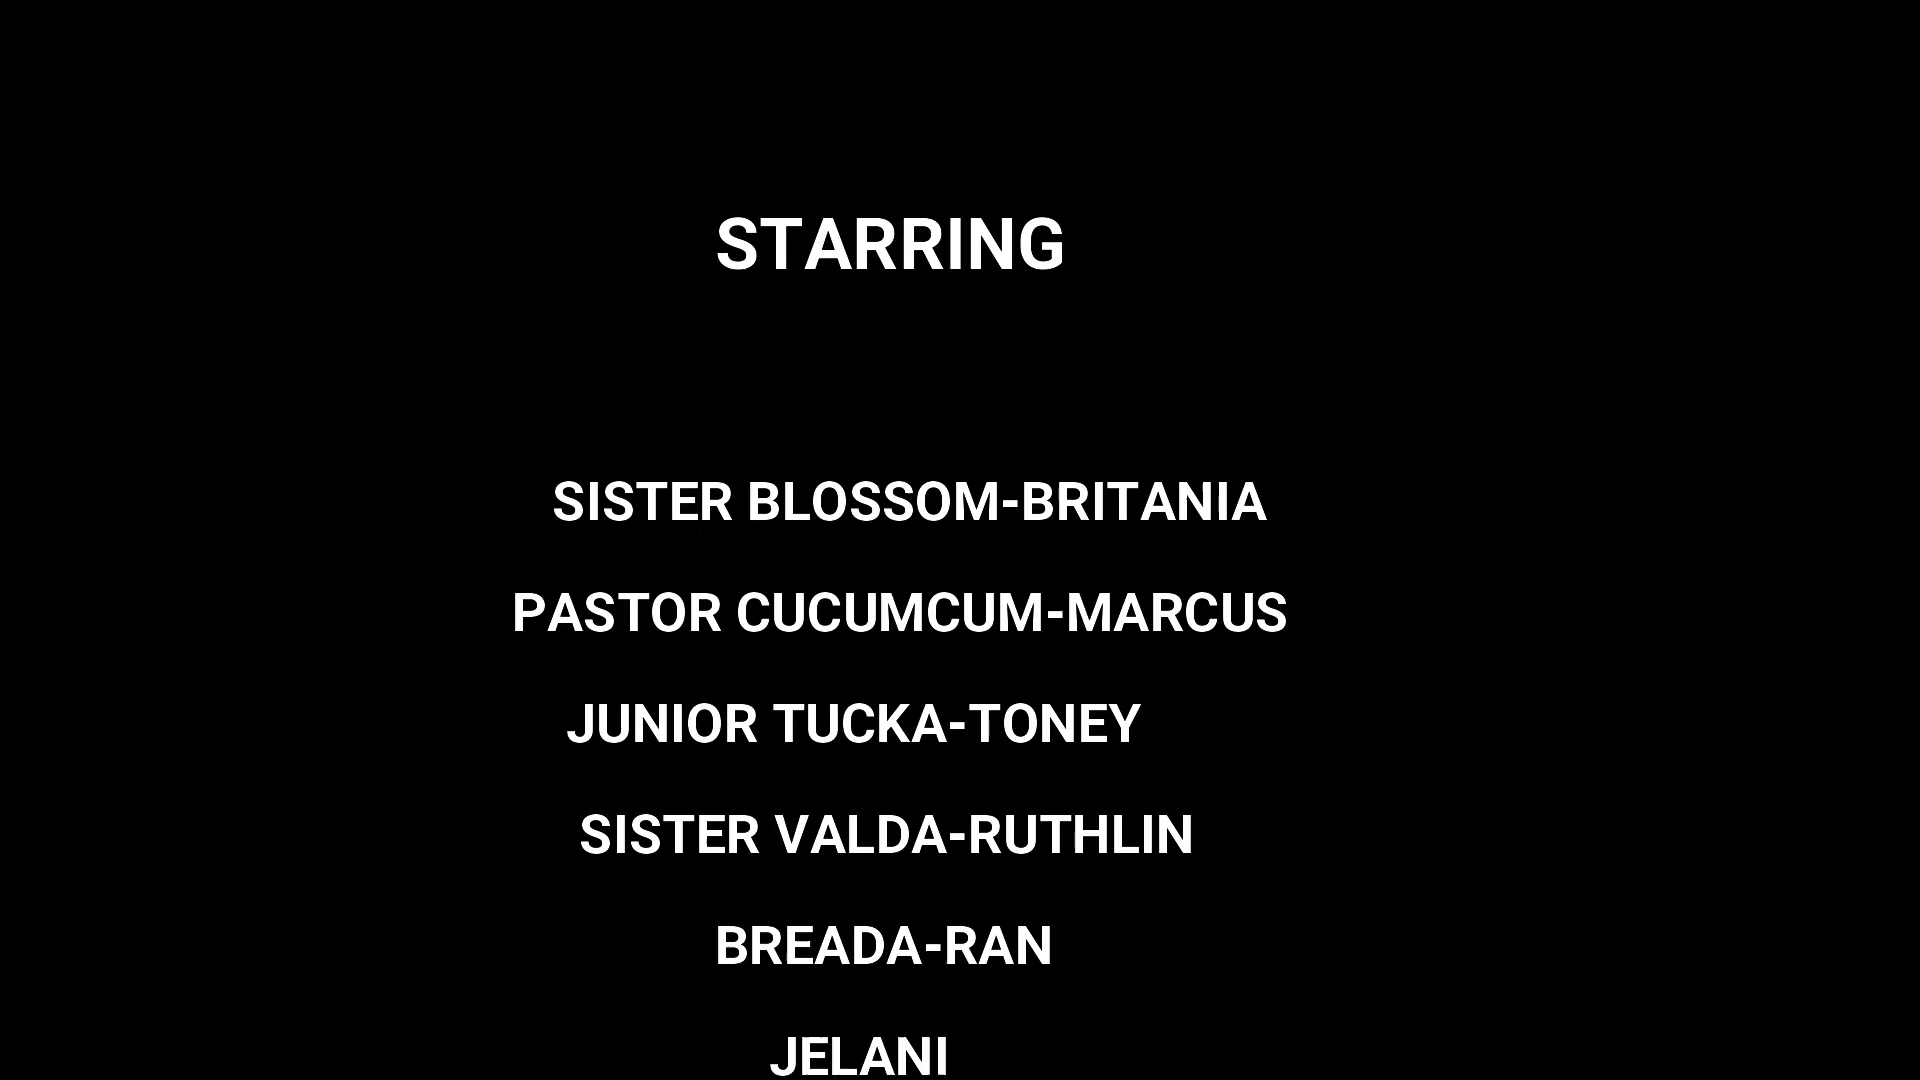 STARRING
SISTER BLOSSOM-BRITANIA
PASTOR CUCUMCUM-MARCUS
JUNIOR TUCKA-TONEY
SISTER VALDA-RUTHLIN
BREADA-RAN
JELANI